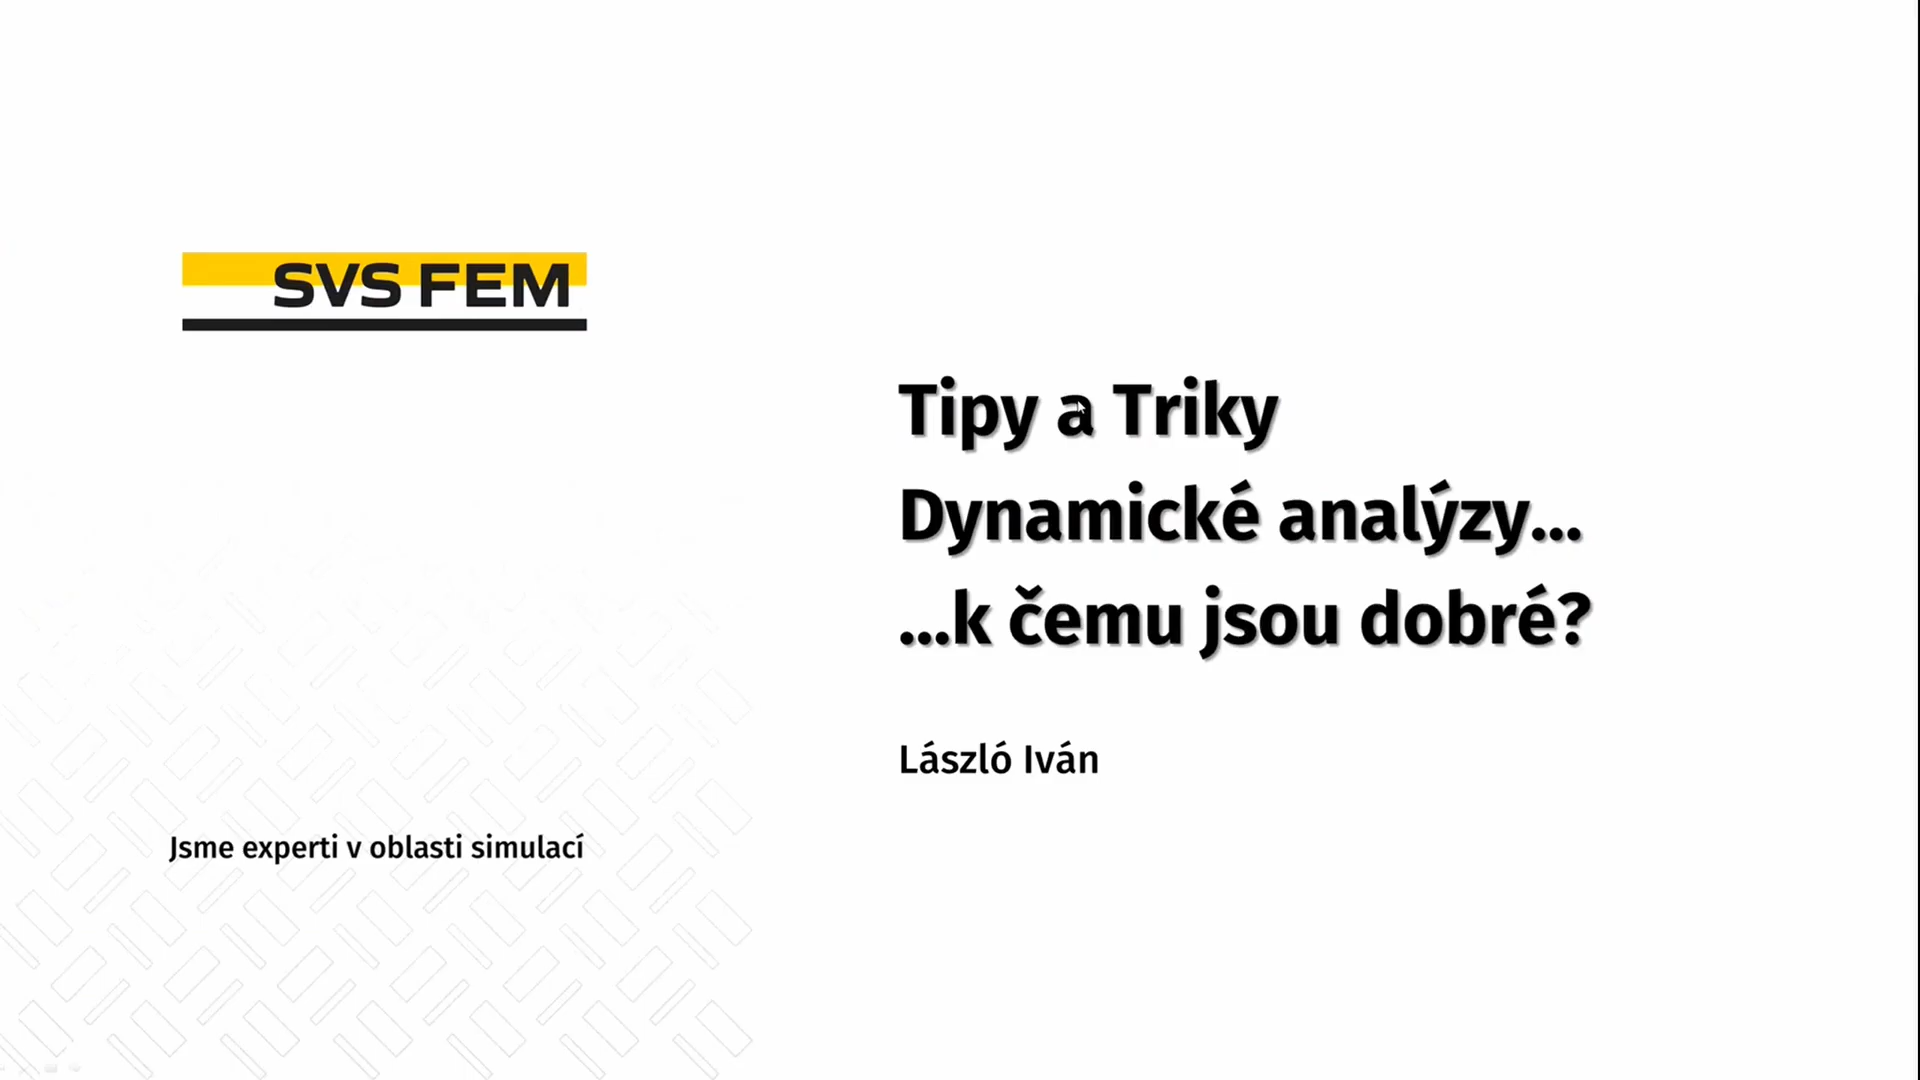 SVS FEM
Tipy a Triky
Dynamické analýzy...
...k čemu jsou dobré?
László Iván
Jsme experti v oblasti simulací